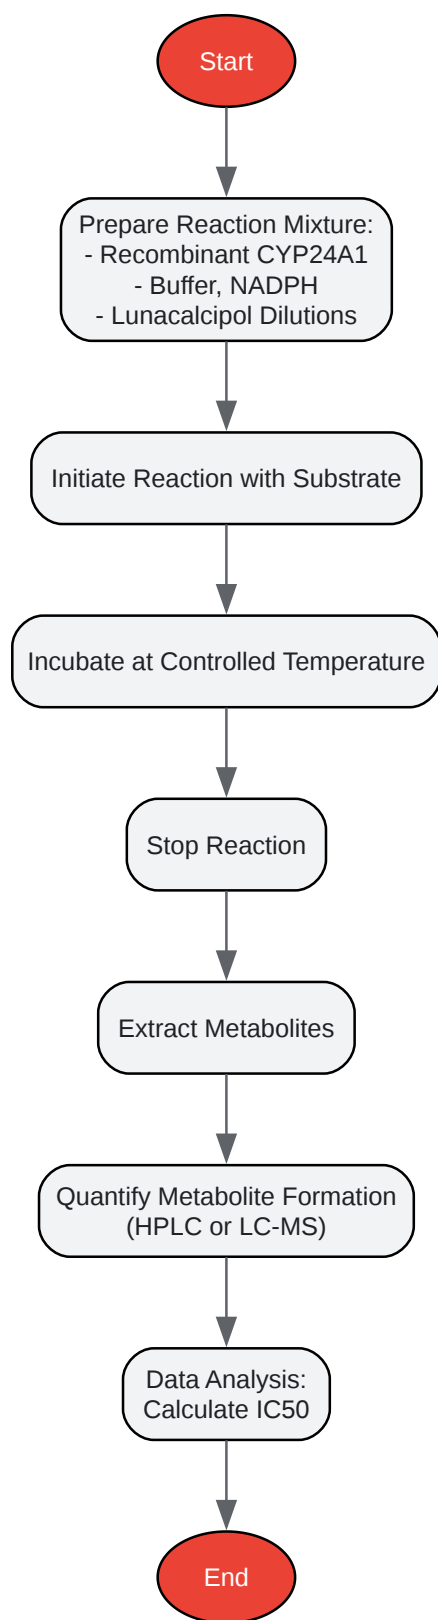 Start
Prepare Reaction Mixture:
- Recombinant CYP24A1
- Buffer, NADPH
- Lunacalcipol Dilutions
Initiate Reaction with Substrate
Incubate at Controlled Temperature
Stop Reaction
Extract Metabolites
Quantify Metabolite Formation
(HPLC or LC-MS)
Data Analysis:
Calculate IC50
End